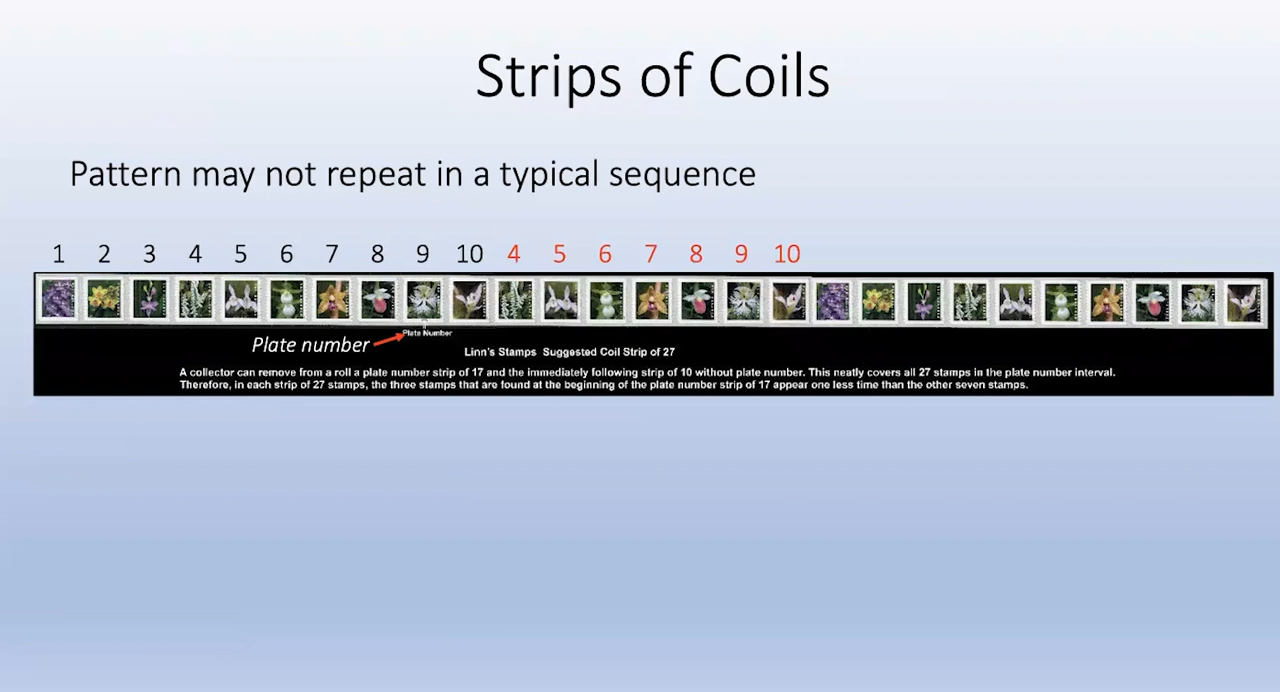 Strips of Coils
Pattern may not repeat in a typical sequence
1 2 3 4 5 6 7 8 9 10 4 5 6 7 8 9 10
Plate Number
Plate number
Linn's Stamps Suggested Coil Strip of 27
A collector can remove from a roll a plate number strip of 17 and the immediately following strip of 10 without plate number. This neatly covers all 27 stamps in the plate number interval.
Therefore, in each strip of 27 stamps, the three stamps that are found at the beginning of the plate number strip of 17 appear one less time than the other seven stamps.